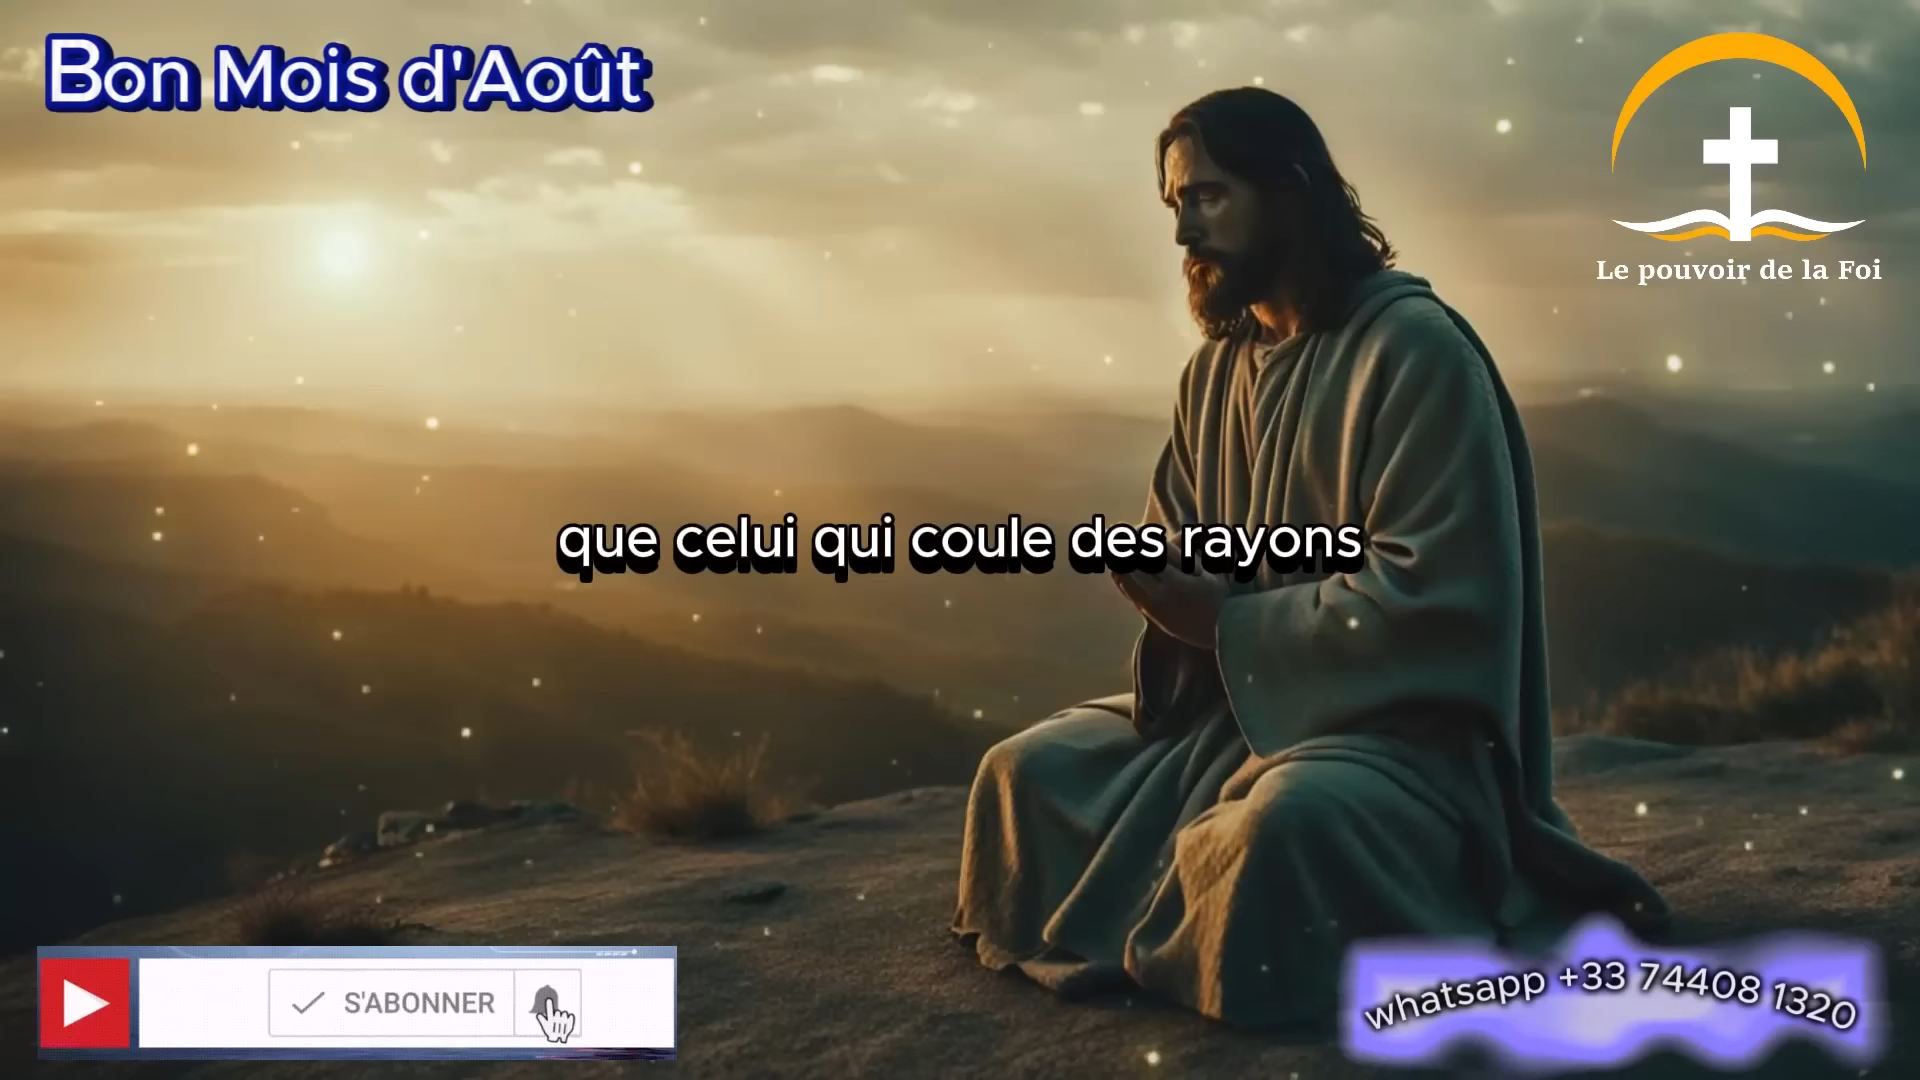 Bon Mois d'Août
Le pouvoir de la Foi
que celui qui coule des rayons
S'ABONNER
whatsapp +33 74408 1320